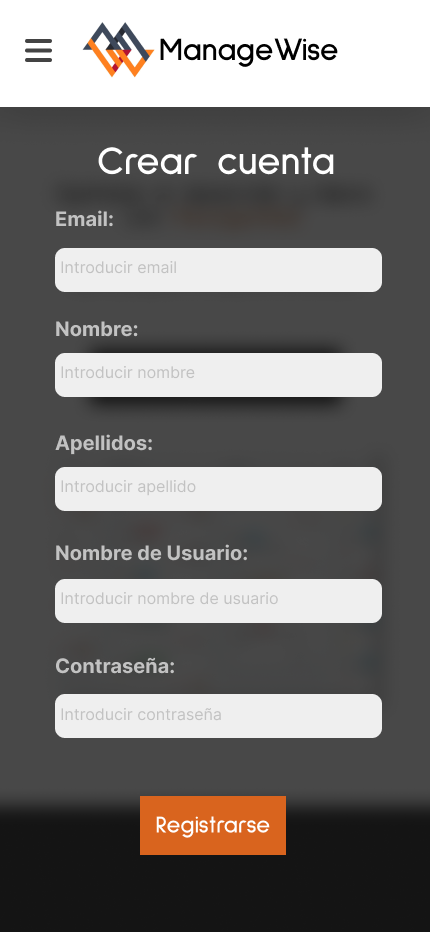 ManageWise
Crear cuenta
Email:
Introducir email
Nombre:
Introducir nombre
Apellidos:
Introducir apellido
Nombre de Usuario:
Introducir nombre de usuario
Contraseña:
Introducir contraseña
Registrarse